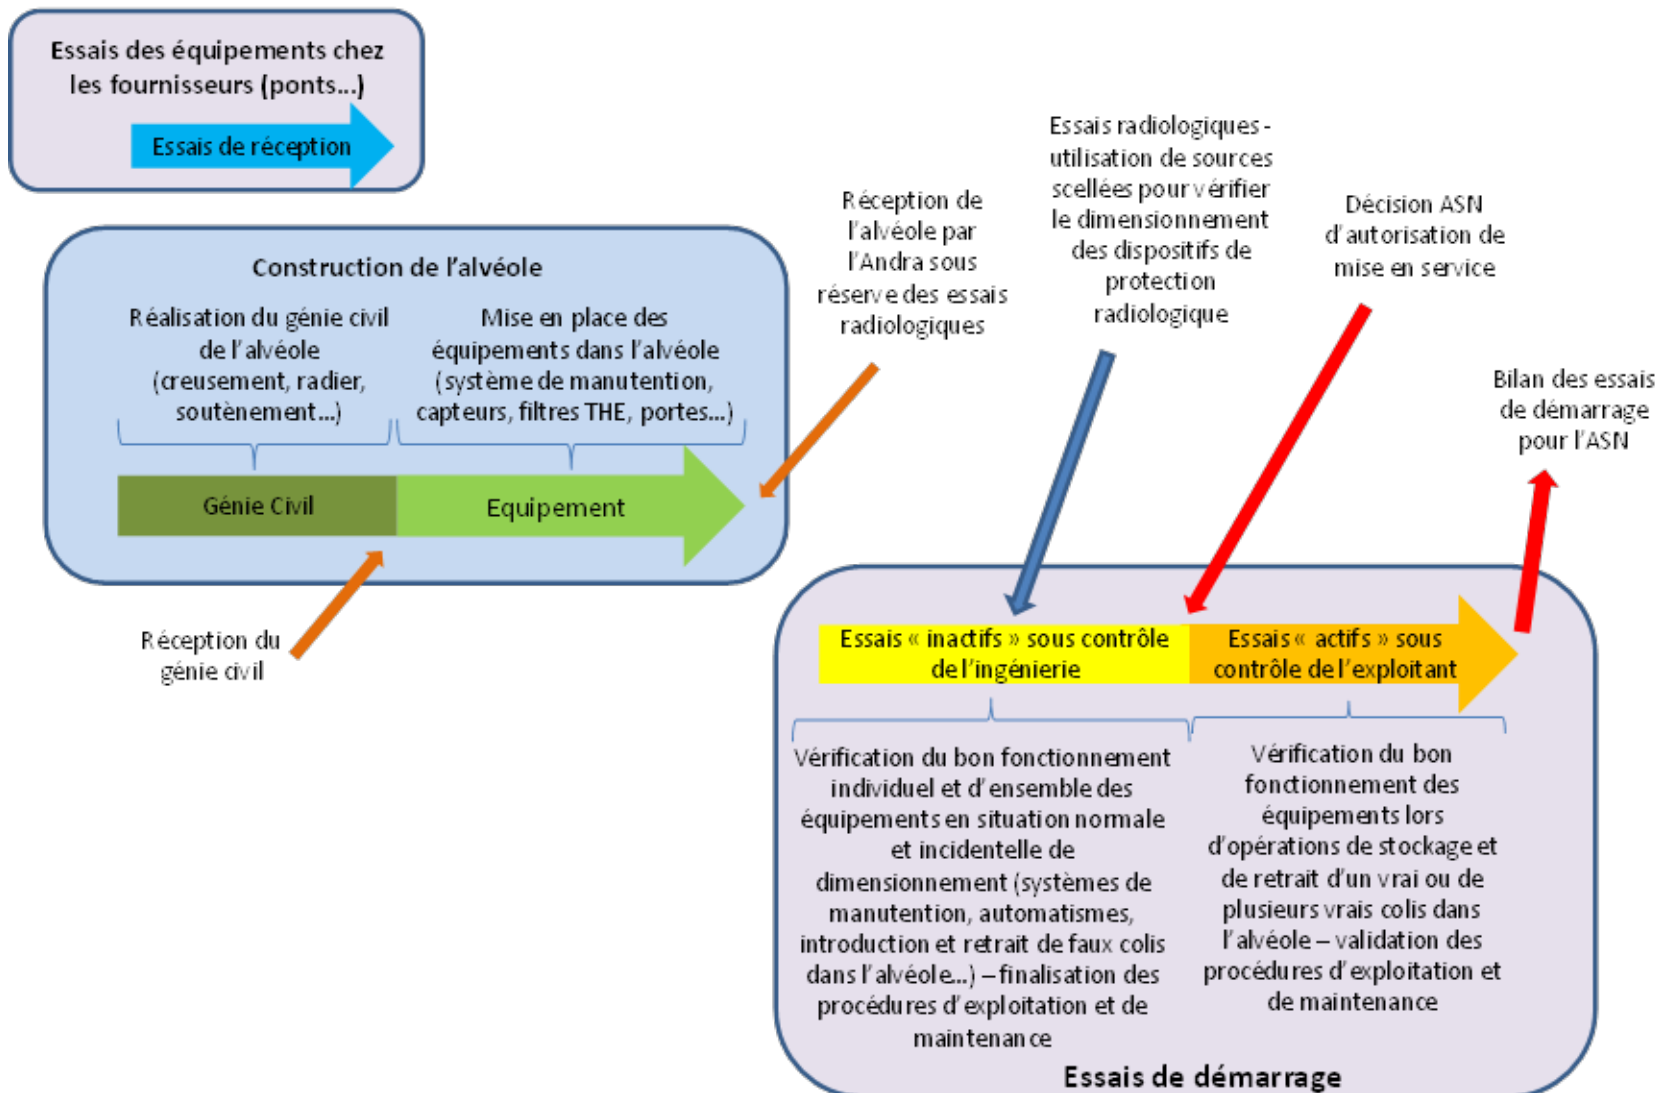 Essais des équipements chez
les fournisseurs (ponts...)
Essais de réception
Construction de l'alvéole
Réalisation du génie civil
de l'alvéole
(creusement, radier,
soutènement...)
Mise en place des
équipements dans l'alvéole
(système de manutention,
capteurs, filtres THE, portes...)
Génie Civil
Equipement
Réception du
génie civil
Réception de
l'alvéole par
l'Andra sous
réserve des essais
radiologiques
Essais radiologiques -
utilisation de sources
scellées pour vérifier
le dimensionnement
des dispositifs de
protection
radiologique
Décision ASN
d'autorisation de
mise en service
Bilan des essais
de démarrage
pour l'ASN
Essais « inactifs » sous contrôle
de l'ingénierie
Essais « actifs » sous
contrôle de l'exploitant
Vérification du bon fonctionnement
individuel et d'ensemble des
équipements en situation normale
et incidentelle de
dimensionnement (systèmes de
manutention, automatismes,
introduction et retrait de faux colis
dans l'alvéole...) – finalisation des
procédures d'exploitation et de
maintenance
Vérification du bon
fonctionnement des
équipements lors
d'opérations de stockage et
de retrait d'un vrai ou de
plusieurs vrais colis dans
l'alvéole – validation des
procédures d'exploitation et
de maintenance
Essais de démarrage